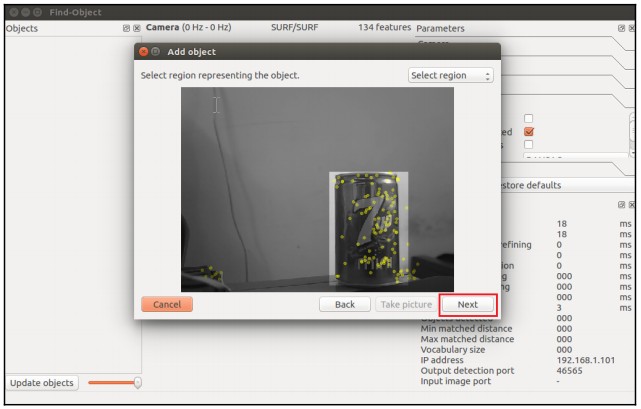 Find-Object
Objects
Camera (0 Hz - 0 Hz) SURF/SURF 134 features
Parameters
Add object
Select region representing the object.
Select region
7up
Cancel
Back
Take picture
Next
ed
s
store defaults
18 ms
18 ms
efining 0 ms
0 ms
ion 0 ms
g 000 ms
ng 000 ms
000 ms
3 ms
000
Min matched distance 000
Max matched distance 000
Vocabulary size 000
IP address 192.168.1.101
Output detection port 46565
Input image port -
Update objects